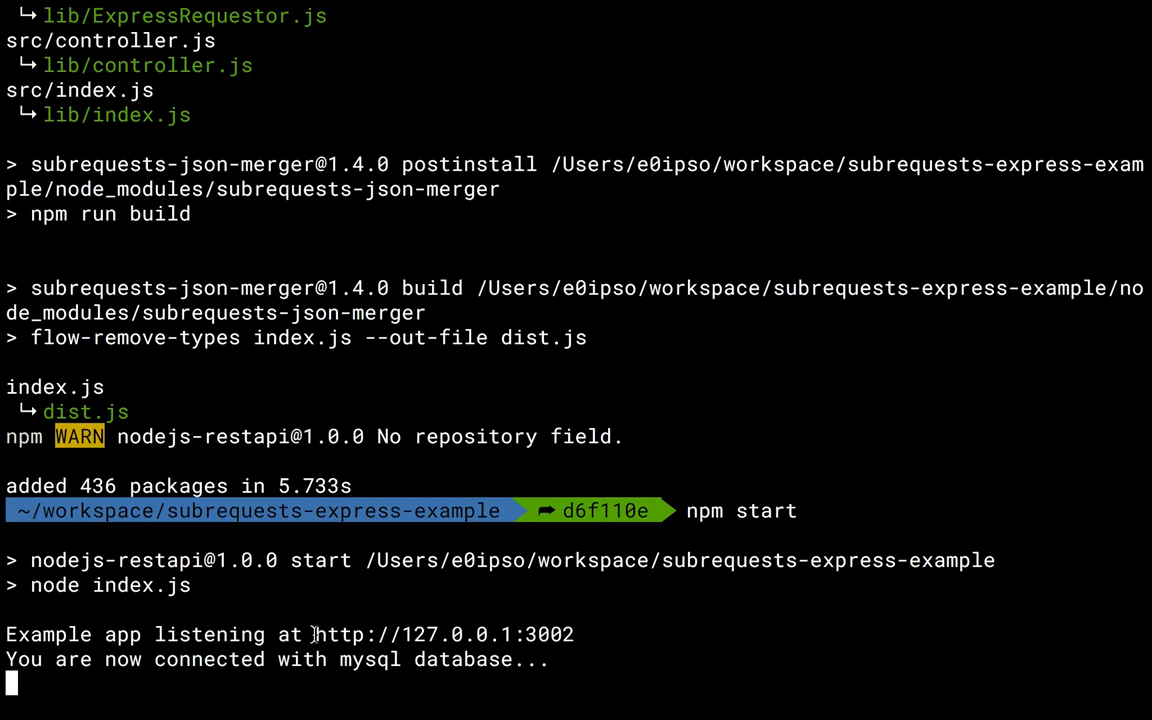 ↳ lib/ExpressRequestor.js
src/controller.js
↳ lib/controller.js
src/index.js
↳ lib/index.js
> subrequests-json-merger@1.4.0 postinstall /Users/e0ipso/workspace/subrequests-express-exam
ple/node_modules/subrequests-json-merger
> npm run build
> subrequests-json-merger@1.4.0 build /Users/e0ipso/workspace/subrequests-express-example/no
de_modules/subrequests-json-merger
> flow-remove-types index.js --out-file dist.js
index.js
↳ dist.js
npm WARN nodejs-restapi@1.0.0 No repository field.
added 436 packages in 5.733s
~/workspace/subrequests-express-example ➦ d6f110e npm start
> nodejs-restapi@1.0.0 start /Users/e0ipso/workspace/subrequests-express-example
> node index.js
Example app listening at http://127.0.0.1:3002
You are now connected with mysql database...